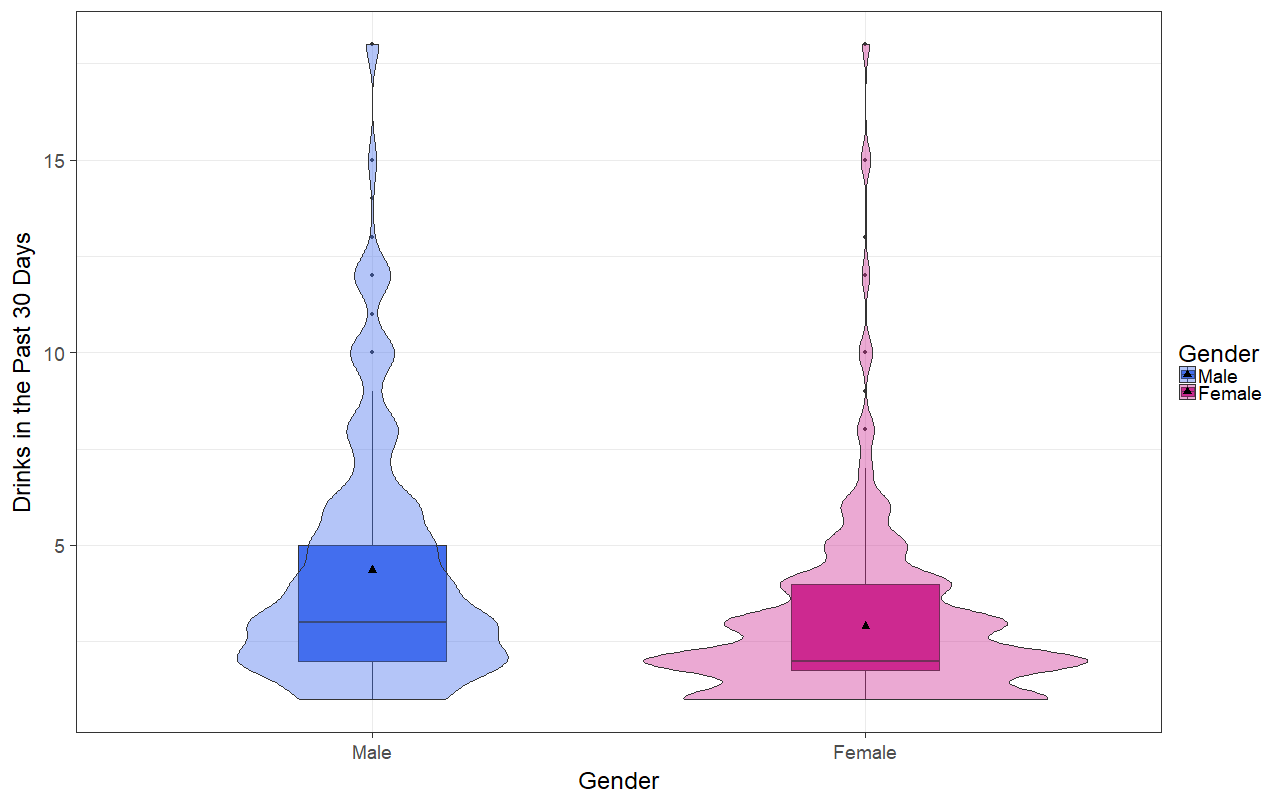 Drinks in the Past 30 Days
15
10
5
Male
Female
Gender
Gender
Male
Female